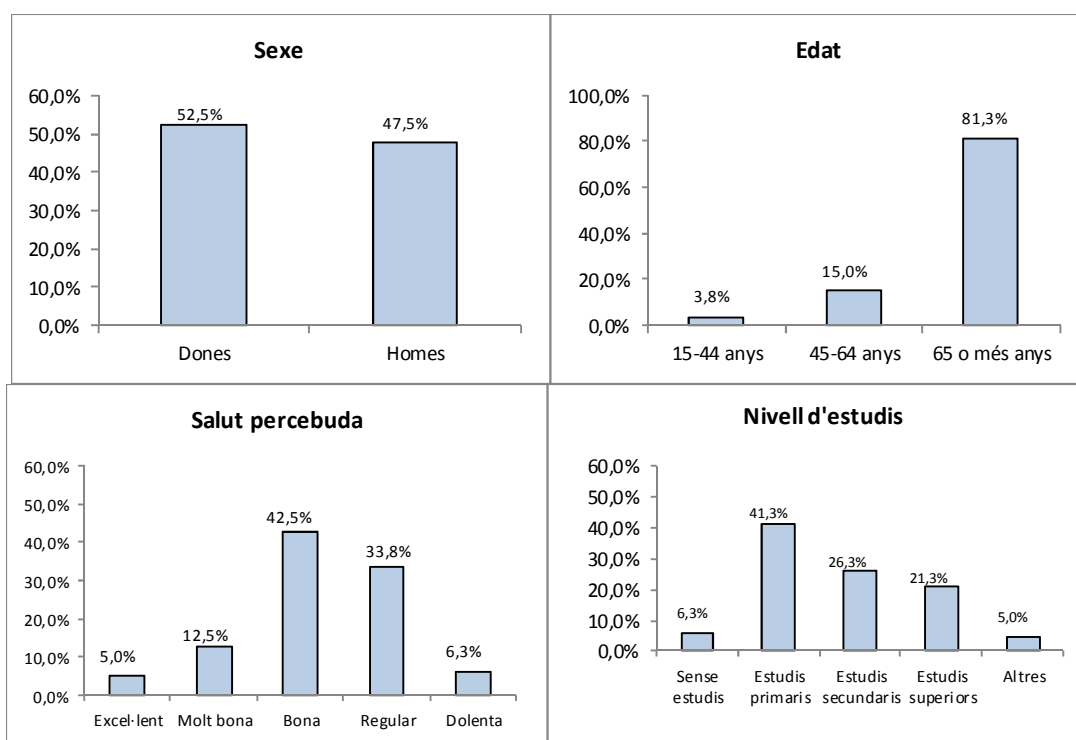 Sexe
60,0%
50,0%
40,0%
30,0%
20,0%
10,0%
0,0%
52,5%
47,5%
Dones
Homes
Edat
100,0%
80,0%
60,0%
40,0%
20,0%
0,0%
3,8%
15,0%
81,3%
15-44 anys
45-64 anys
65 o més anys
Salut percebuda
60,0%
50,0%
40,0%
30,0%
20,0%
10,0%
0,0%
5,0%
12,5%
42,5%
33,8%
6,3%
Excel·lent
Molt bona
Bona
Regular
Dolenta
Nivell d'estudis
60,0%
50,0%
40,0%
30,0%
20,0%
10,0%
0,0%
6,3%
41,3%
26,3%
21,3%
5,0%
Sense
estudis
Estudis
primaris
Estudis
secundaris
Estudis
superiors
Altres